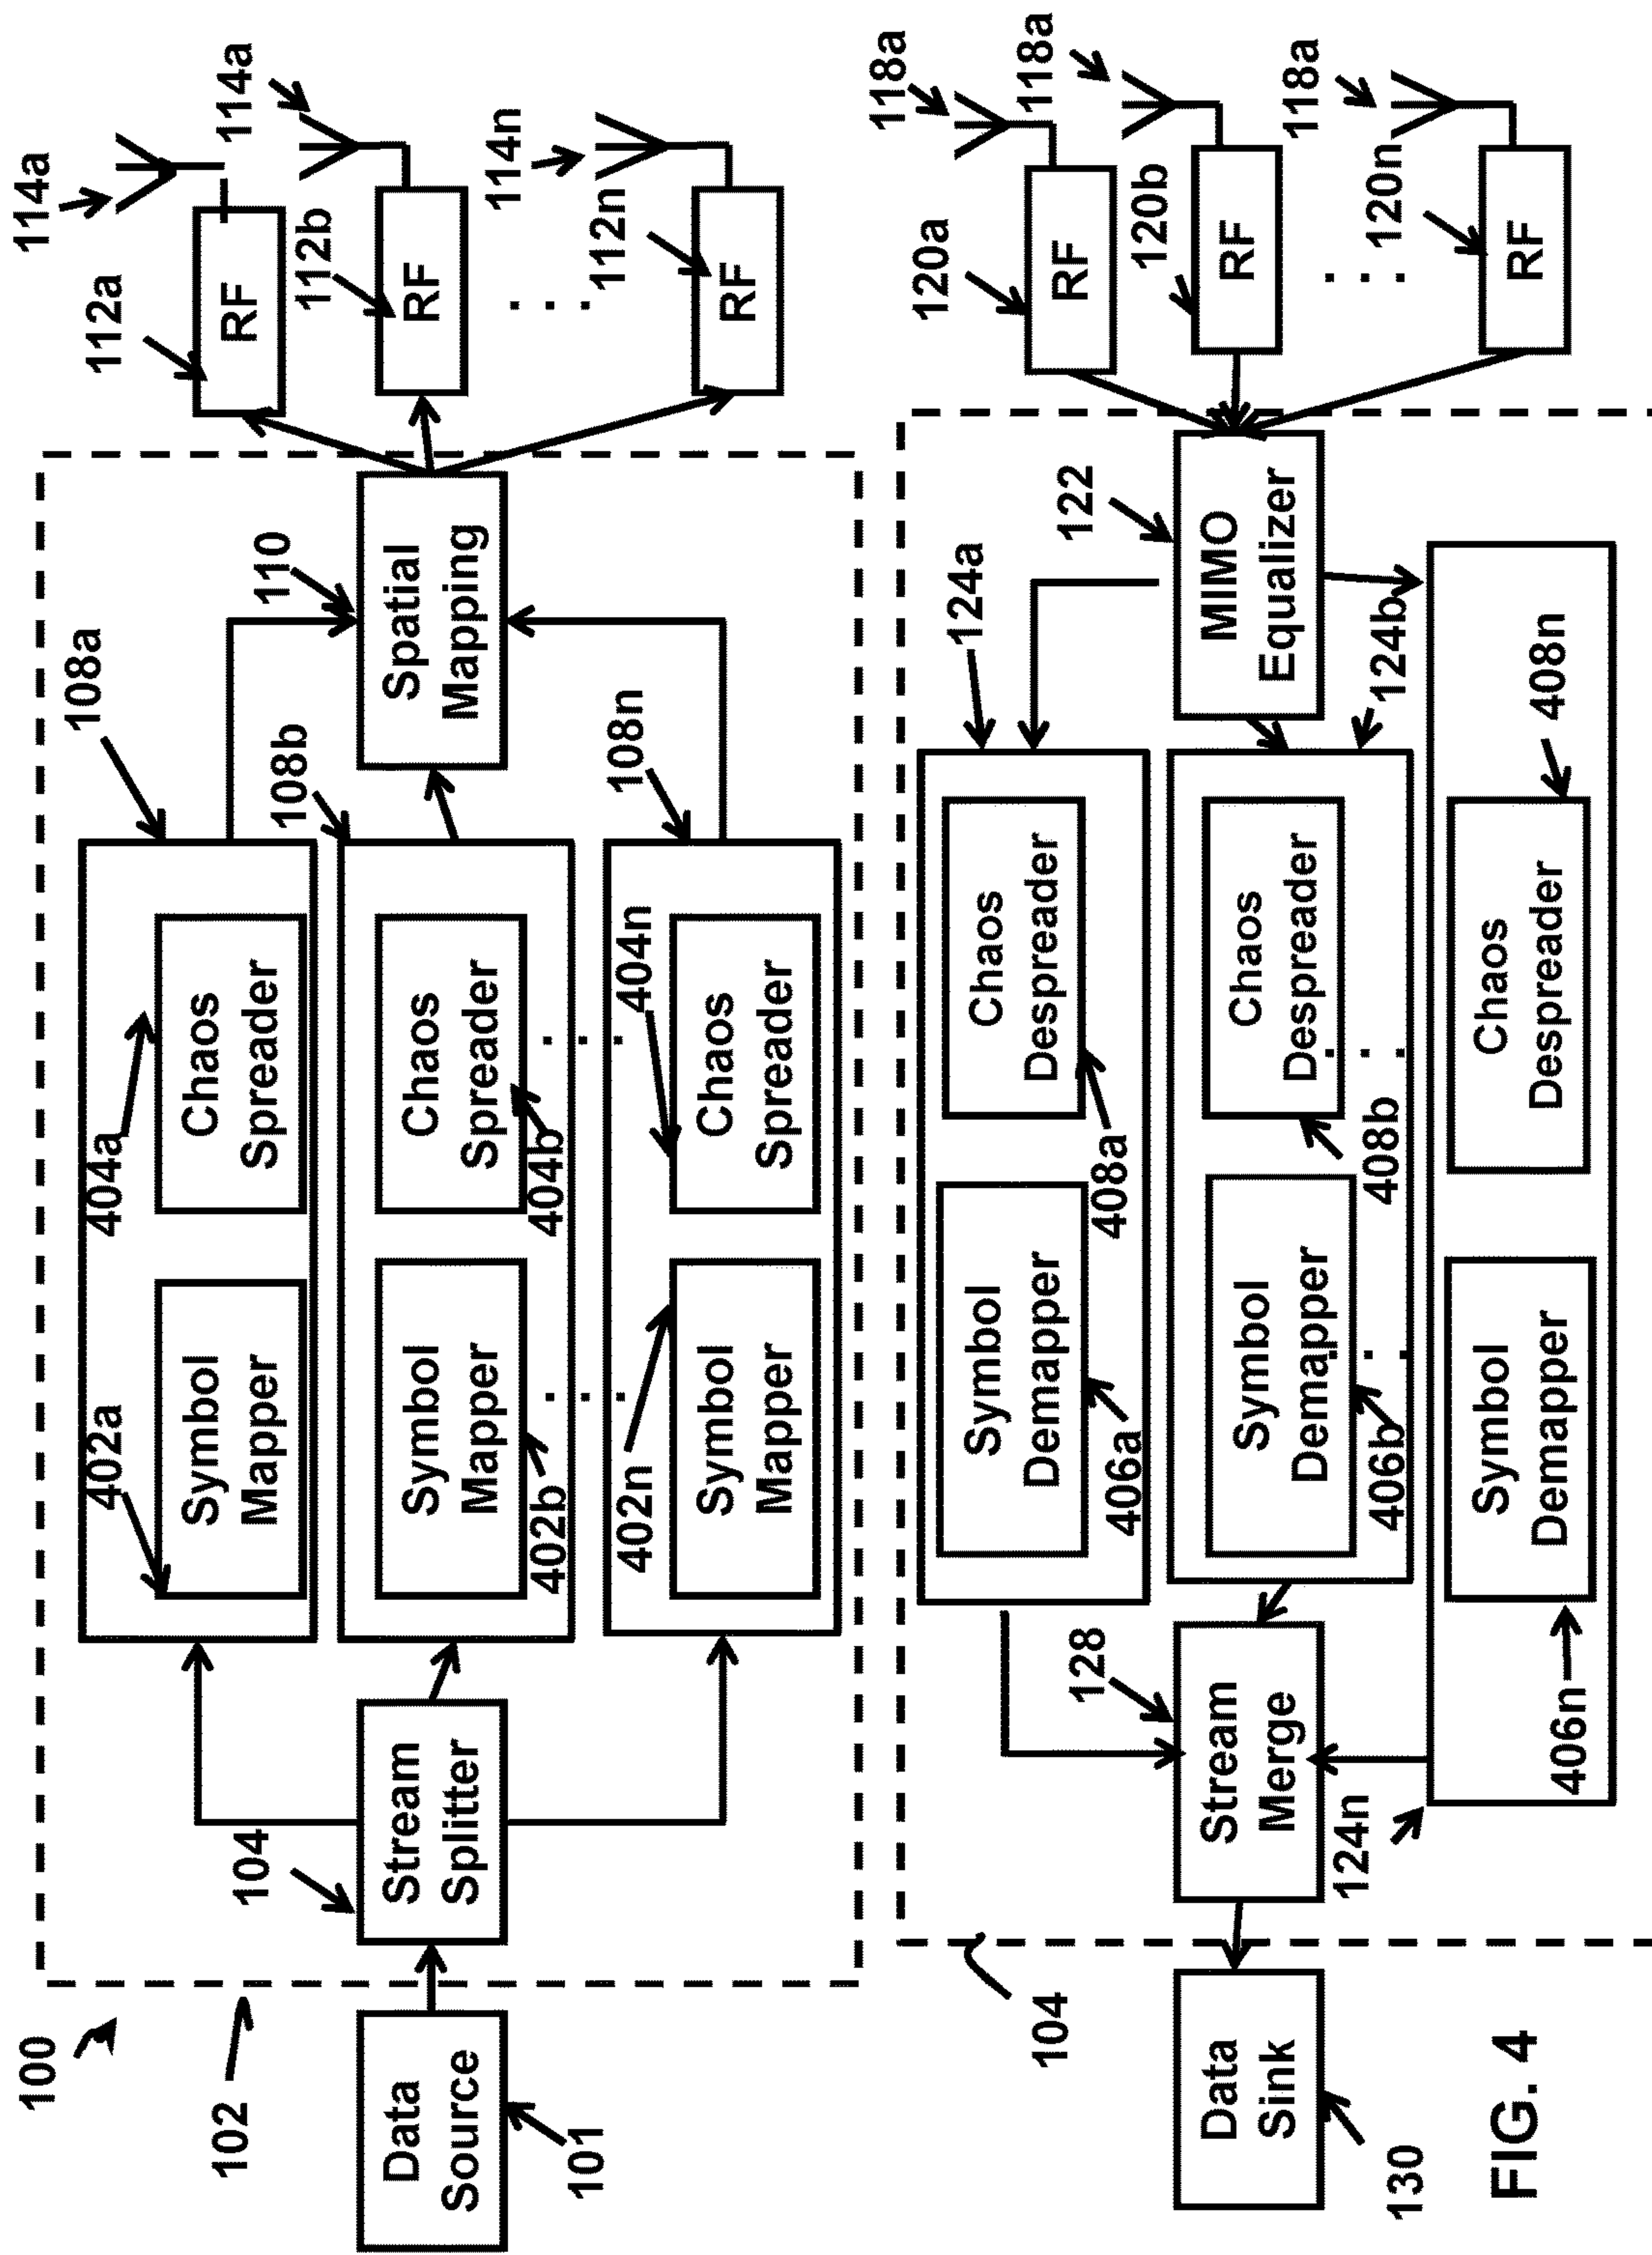 100
102
Data
Source
101
104
Stream
Splitter
108a
402a
Symbol
Mapper
404a
Chaos
Spreader
108b
Symbol
Mapper
402b
Chaos
Spreader
404b
. . .
. . .
108n
402n
Symbol
Mapper
404n
Chaos
Spreader
110
Spatial
Mapping
112a
RF
114a
112b
RF
114a
. . .
112n
RF
114n
104
Data
Sink
130
128
Stream
Merge
124a
Symbol
Demapper
406a
Chaos
Despreader
408a
124b
Symbol
Demapper
406b
Chaos
Despreader
408b
. . .
. . .
124n
Symbol
Demapper
406n
Chaos
Despreader
408n
122
MIMO
Equalizer
120a
RF
118a
120b
RF
118a
. . .
120n
RF
118a
FIG. 4